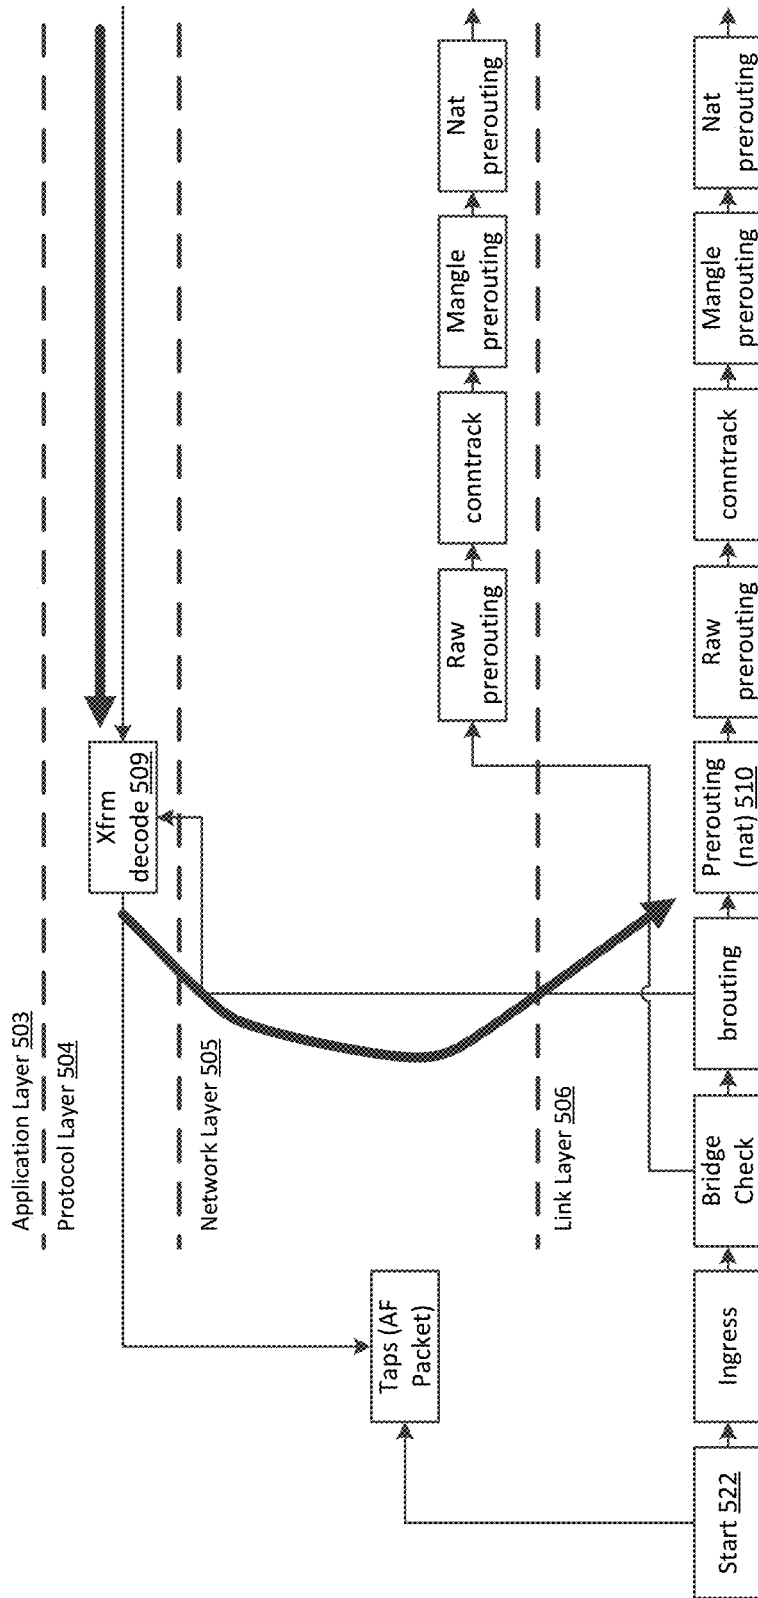 Application Layer 503
Protocol Layer 504
Xfrm
decode 509
Network Layer 505
Taps (AF
Packet)
Raw
prerouting
conntrack
Mangle
prerouting
Nat
prerouting
Link Layer 506
Start 522
Ingress
Bridge
Check
brouting
Prerouting
(nat) 510
Raw
prerouting
conntrack
Mangle
prerouting
Nat
prerouting